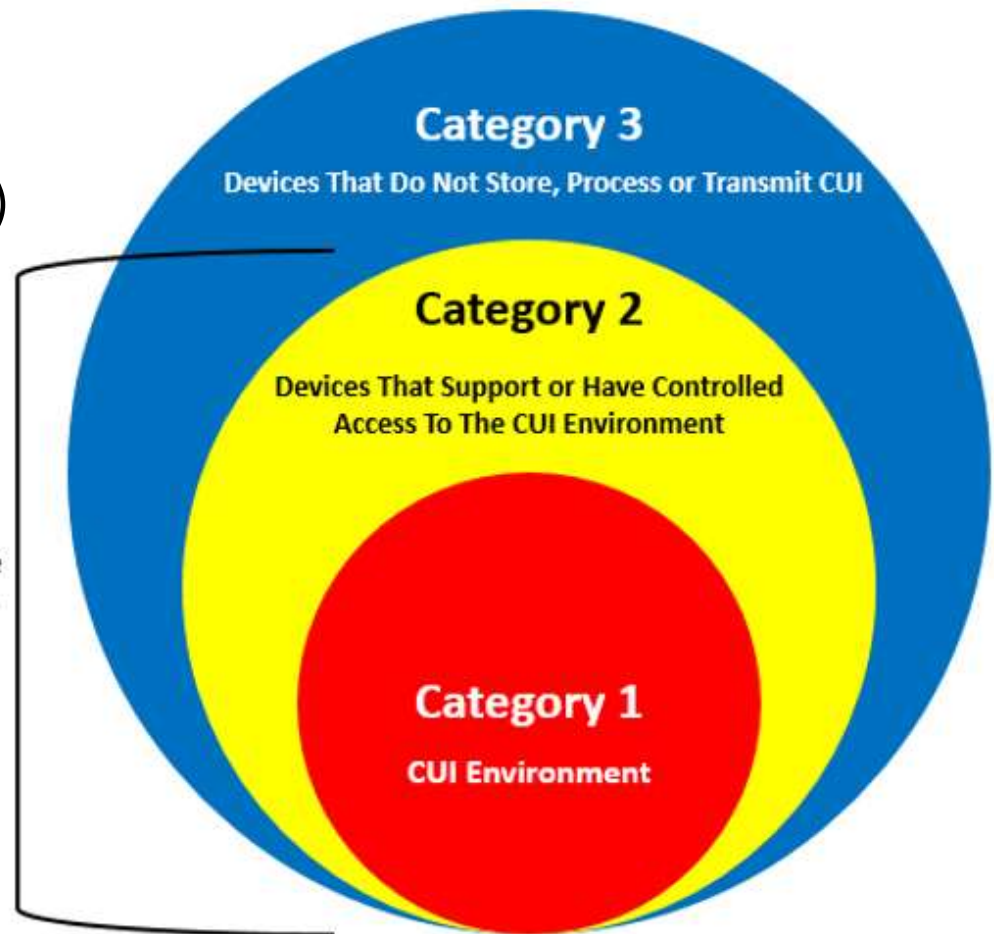 Category 3
Devices That Do Not Store, Process or Transmit CUI
)
Category 2
Devices That Support or Have Controlled
Access To The CUI Environment
Category 1
CUI Environment